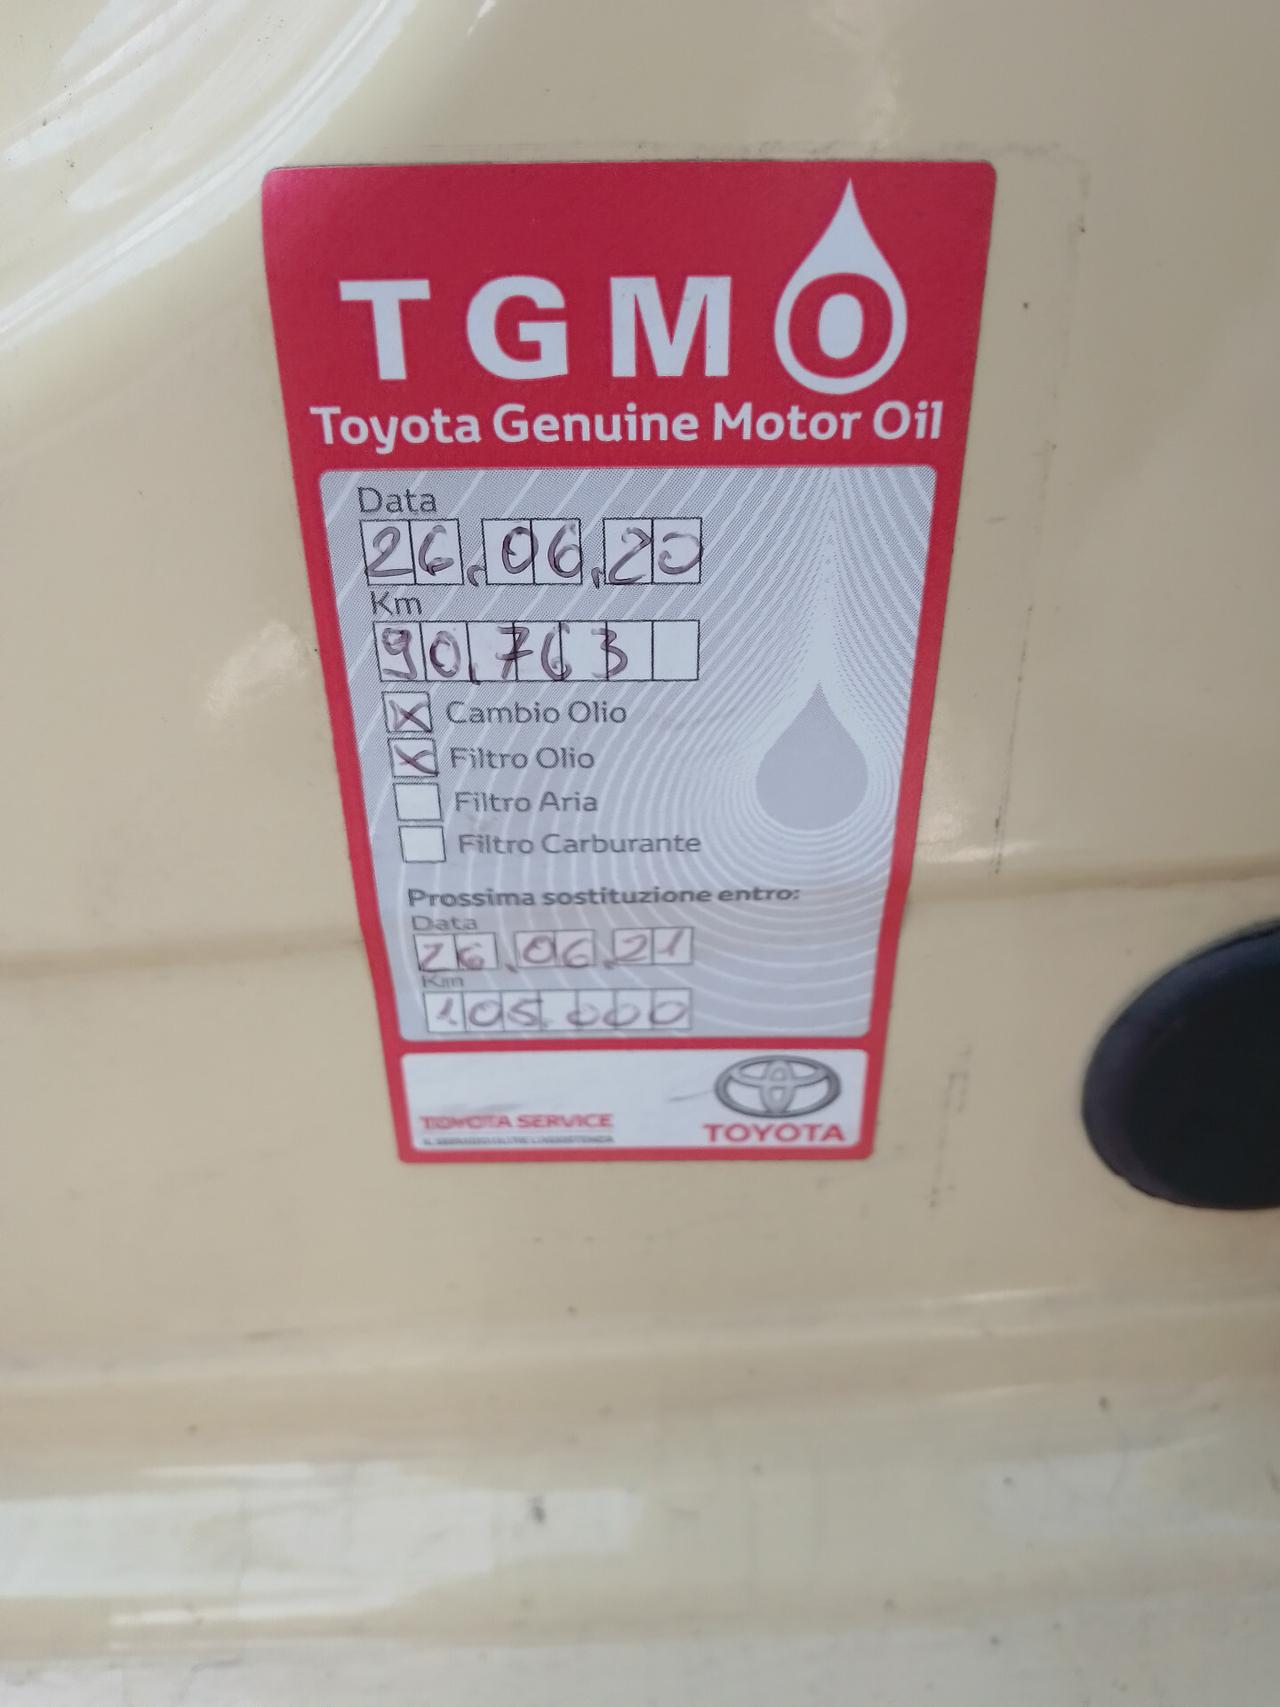 TGMO
Toyota Genuine Motor Oil
Data
26.06.20
Km
90.763
Cambio Olio
Filtro Olio
Filtro Aria
Filtro Carburante
Prossima sostituzione entro:
Data
26.06.21
Km
105.000
TOYOTA SERVICE
TOYOTA